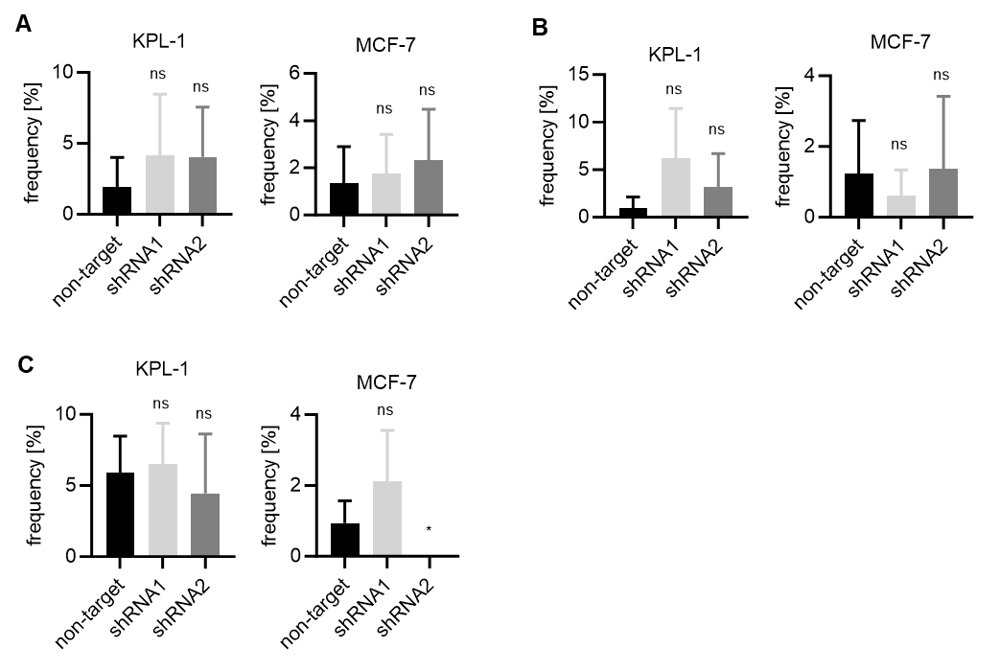 A
KPL-1
ns
ns
10
5
0
frequency [%]
non-target
shRNA1
shRNA2
MCF-7
ns
ns
6
4
2
0
frequency [%]
non-target
shRNA1
shRNA2
B
KPL-1
ns
ns
15
10
5
0
frequency [%]
non-target
shRNA1
shRNA2
MCF-7
ns
ns
4
2
0
frequency [%]
non-target
shRNA1
shRNA2
C
KPL-1
ns
ns
10
5
0
frequency [%]
non-target
shRNA1
shRNA2
MCF-7
ns
*
4
2
0
frequency [%]
non-target
shRNA1
shRNA2